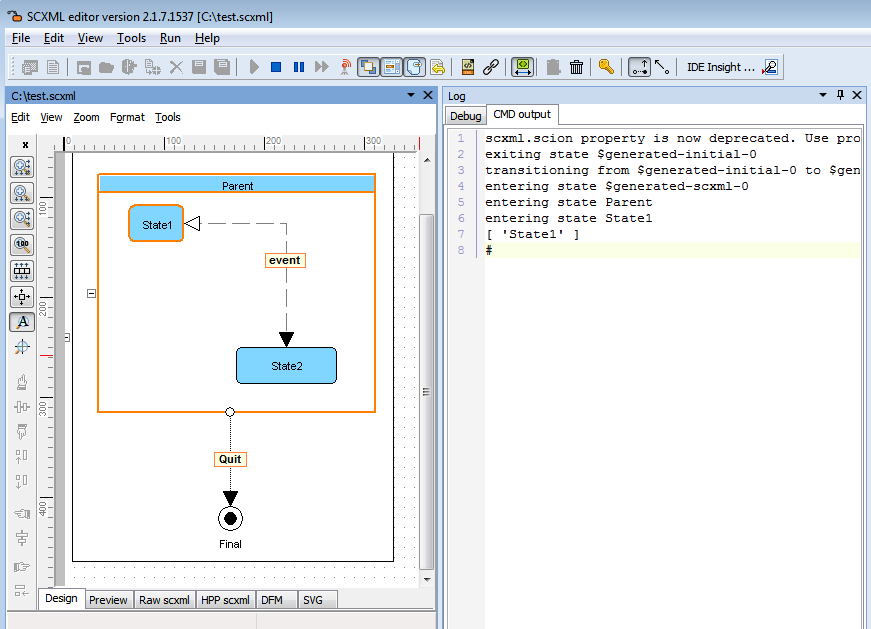 SCXML editor version 2.1.7.1537 [C:\test.scxml]
File Edit View Tools Run Help
IDE Insight ...
C:\test.scxml
Edit View Zoom Format Tools
0 100 200 300
100
200
300
400
100
Parent
State1
event
State2
Quit
Final
Design Preview Raw scxml HPP scxml DFM SVG
Log
Debug CMD output
1 scxml.scion property is now deprecated. Use pro
2 exiting state $generated-initial-0
3 transitioning from $generated-initial-0 to $gen
4 entering state $generated-scxml-0
5 entering state Parent
6 entering state State1
7 [ 'State1' ]
8 #